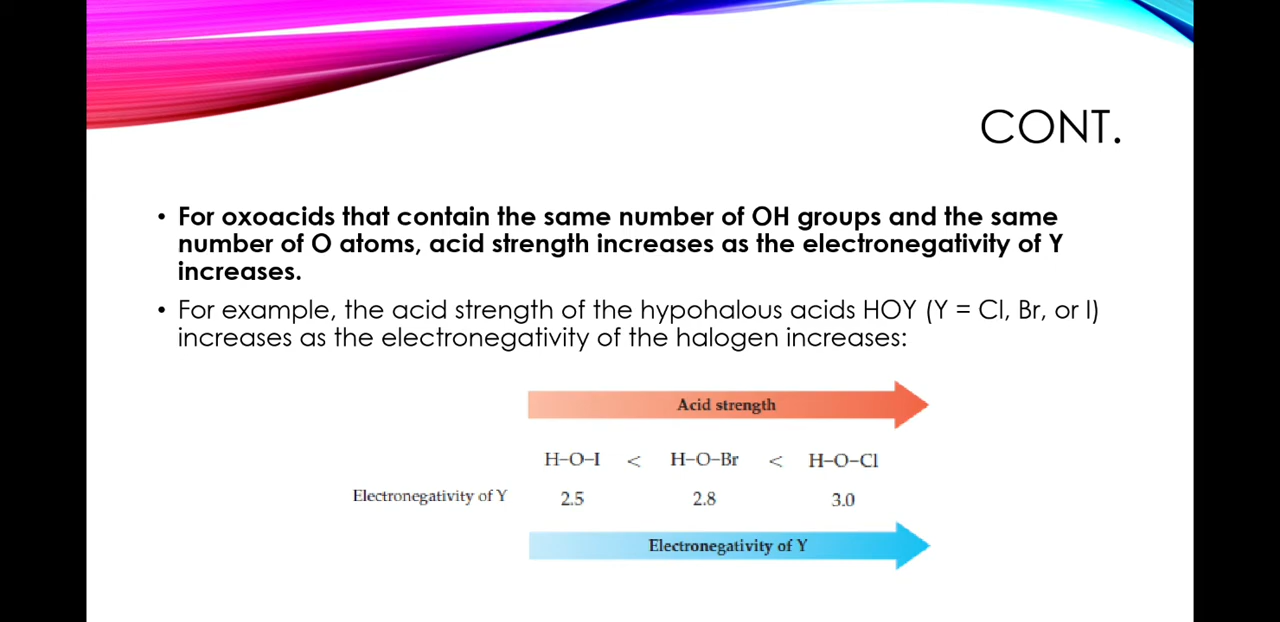 CONT.
• For oxoacids that contain the same number of OH groups and the same
number of O atoms, acid strength increases as the electronegativity of Y
increases.
• For example, the acid strength of the hypohalous acids HOY (Y = Cl, Br, or I)
increases as the electronegativity of the halogen increases:
Acid strength
H–O–I < H–O–Br < H–O–Cl
Electronegativity of Y 2.5 2.8 3.0
Electronegativity of Y